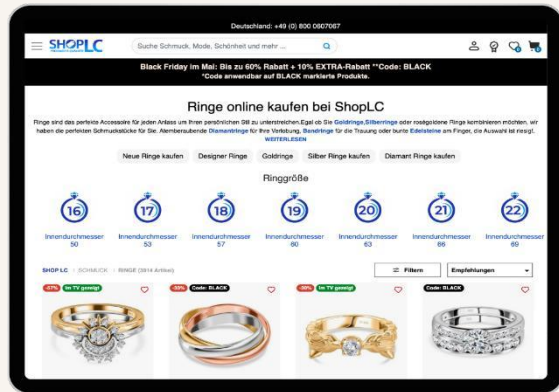 Deutschland: +49 (0) 800 0607067
SHOPLC
Suche Schmuck, Mode, Schönheit und mehr ...
Black Friday im Mai: Bis zu 60% Rabatt + 10% EXTRA-Rabatt **Code: BLACK
*Code anwendbar auf BLACK markierte Produkte.
Ringe online kaufen bei ShopLC
Ringe sind das perfekte Accessoire für jeden Anlass um Ihren persönlichen Stil zu unterstreichen.Egal ob Sie Goldringe,Silberringe oder roségoldene Ringe kombinieren möchten, wir
haben die perfekten Schmuckstücke für Sie. Atemberaubende Diamantringe für Ihre Verlobung, Bandringe für die Trauung oder bunte Edelsteine am Finger, die Auswahl ist riesig!.
WEITERLESEN
Neue Ringe kaufen Designer Ringe Goldringe Silber Ringe kaufen Diamant Ringe kaufen
Ringgröße
16 17 18 19 20 21 22
Innendurchmesser Innendurchmesser Innendurchmesser Innendurchmesser Innendurchmesser Innendurchmesser Innendurchmesser
50 53 57 60 63 66 69
SHOP LC SCHMUCK RINGE (3814 Artikel) Filtern Empfehlungen
-57% Im TV gezeigt Code: BLACK Im TV gezeigt Code: BLACK